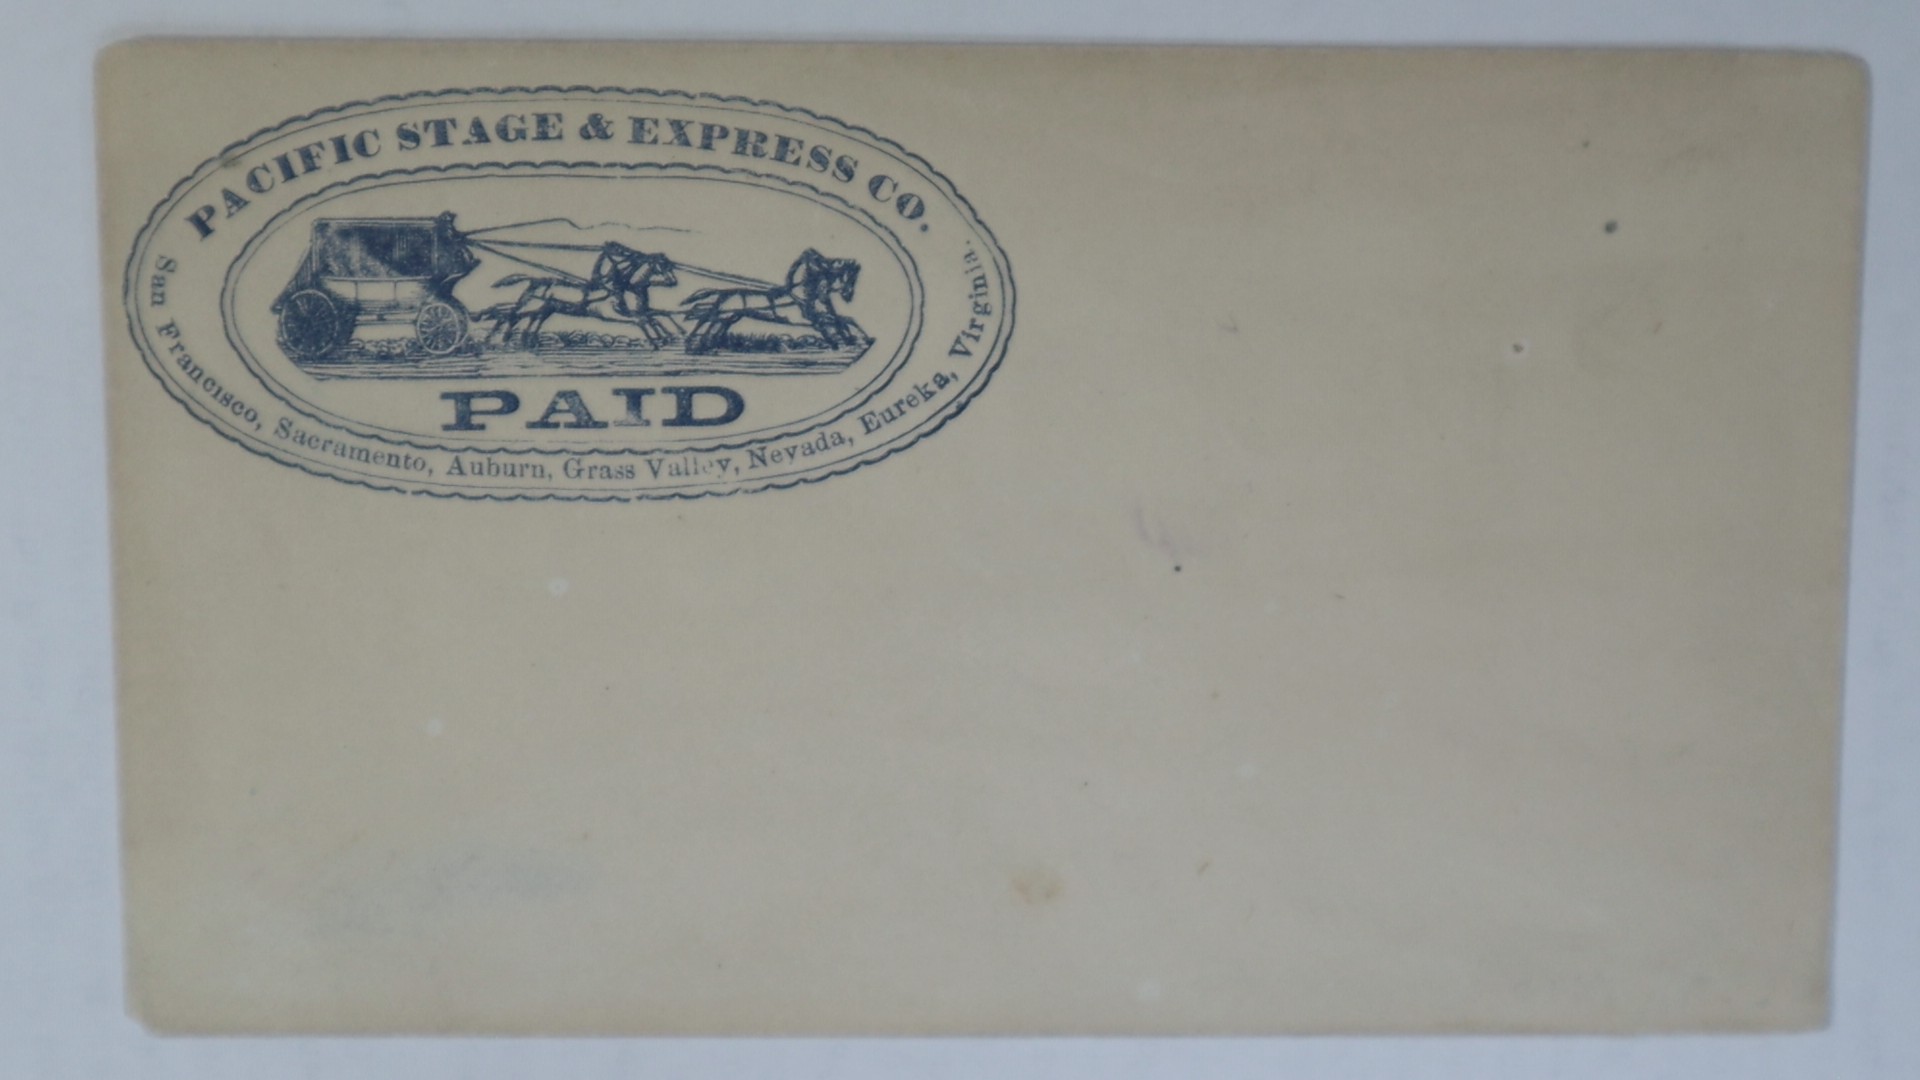 PACIFIC STAGE & EXPRESS CO.
PAID
San Francisco, Sacramento, Auburn, Grass Valley, Nevada, Eureka, Virginia.